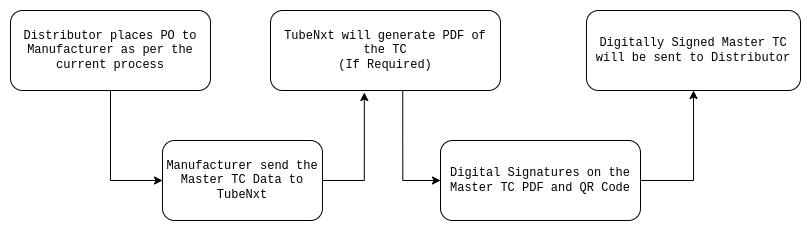 Distributor places PO to
Manufacturer as per the
current process
Manufacturer send the
Master TC Data to
TubeNxt
TubeNxt will generate PDF of
the TC
(If Required)
Digital Signatures on the
Master TC PDF and QR Code
Digitally Signed Master TC
will be sent to Distributor